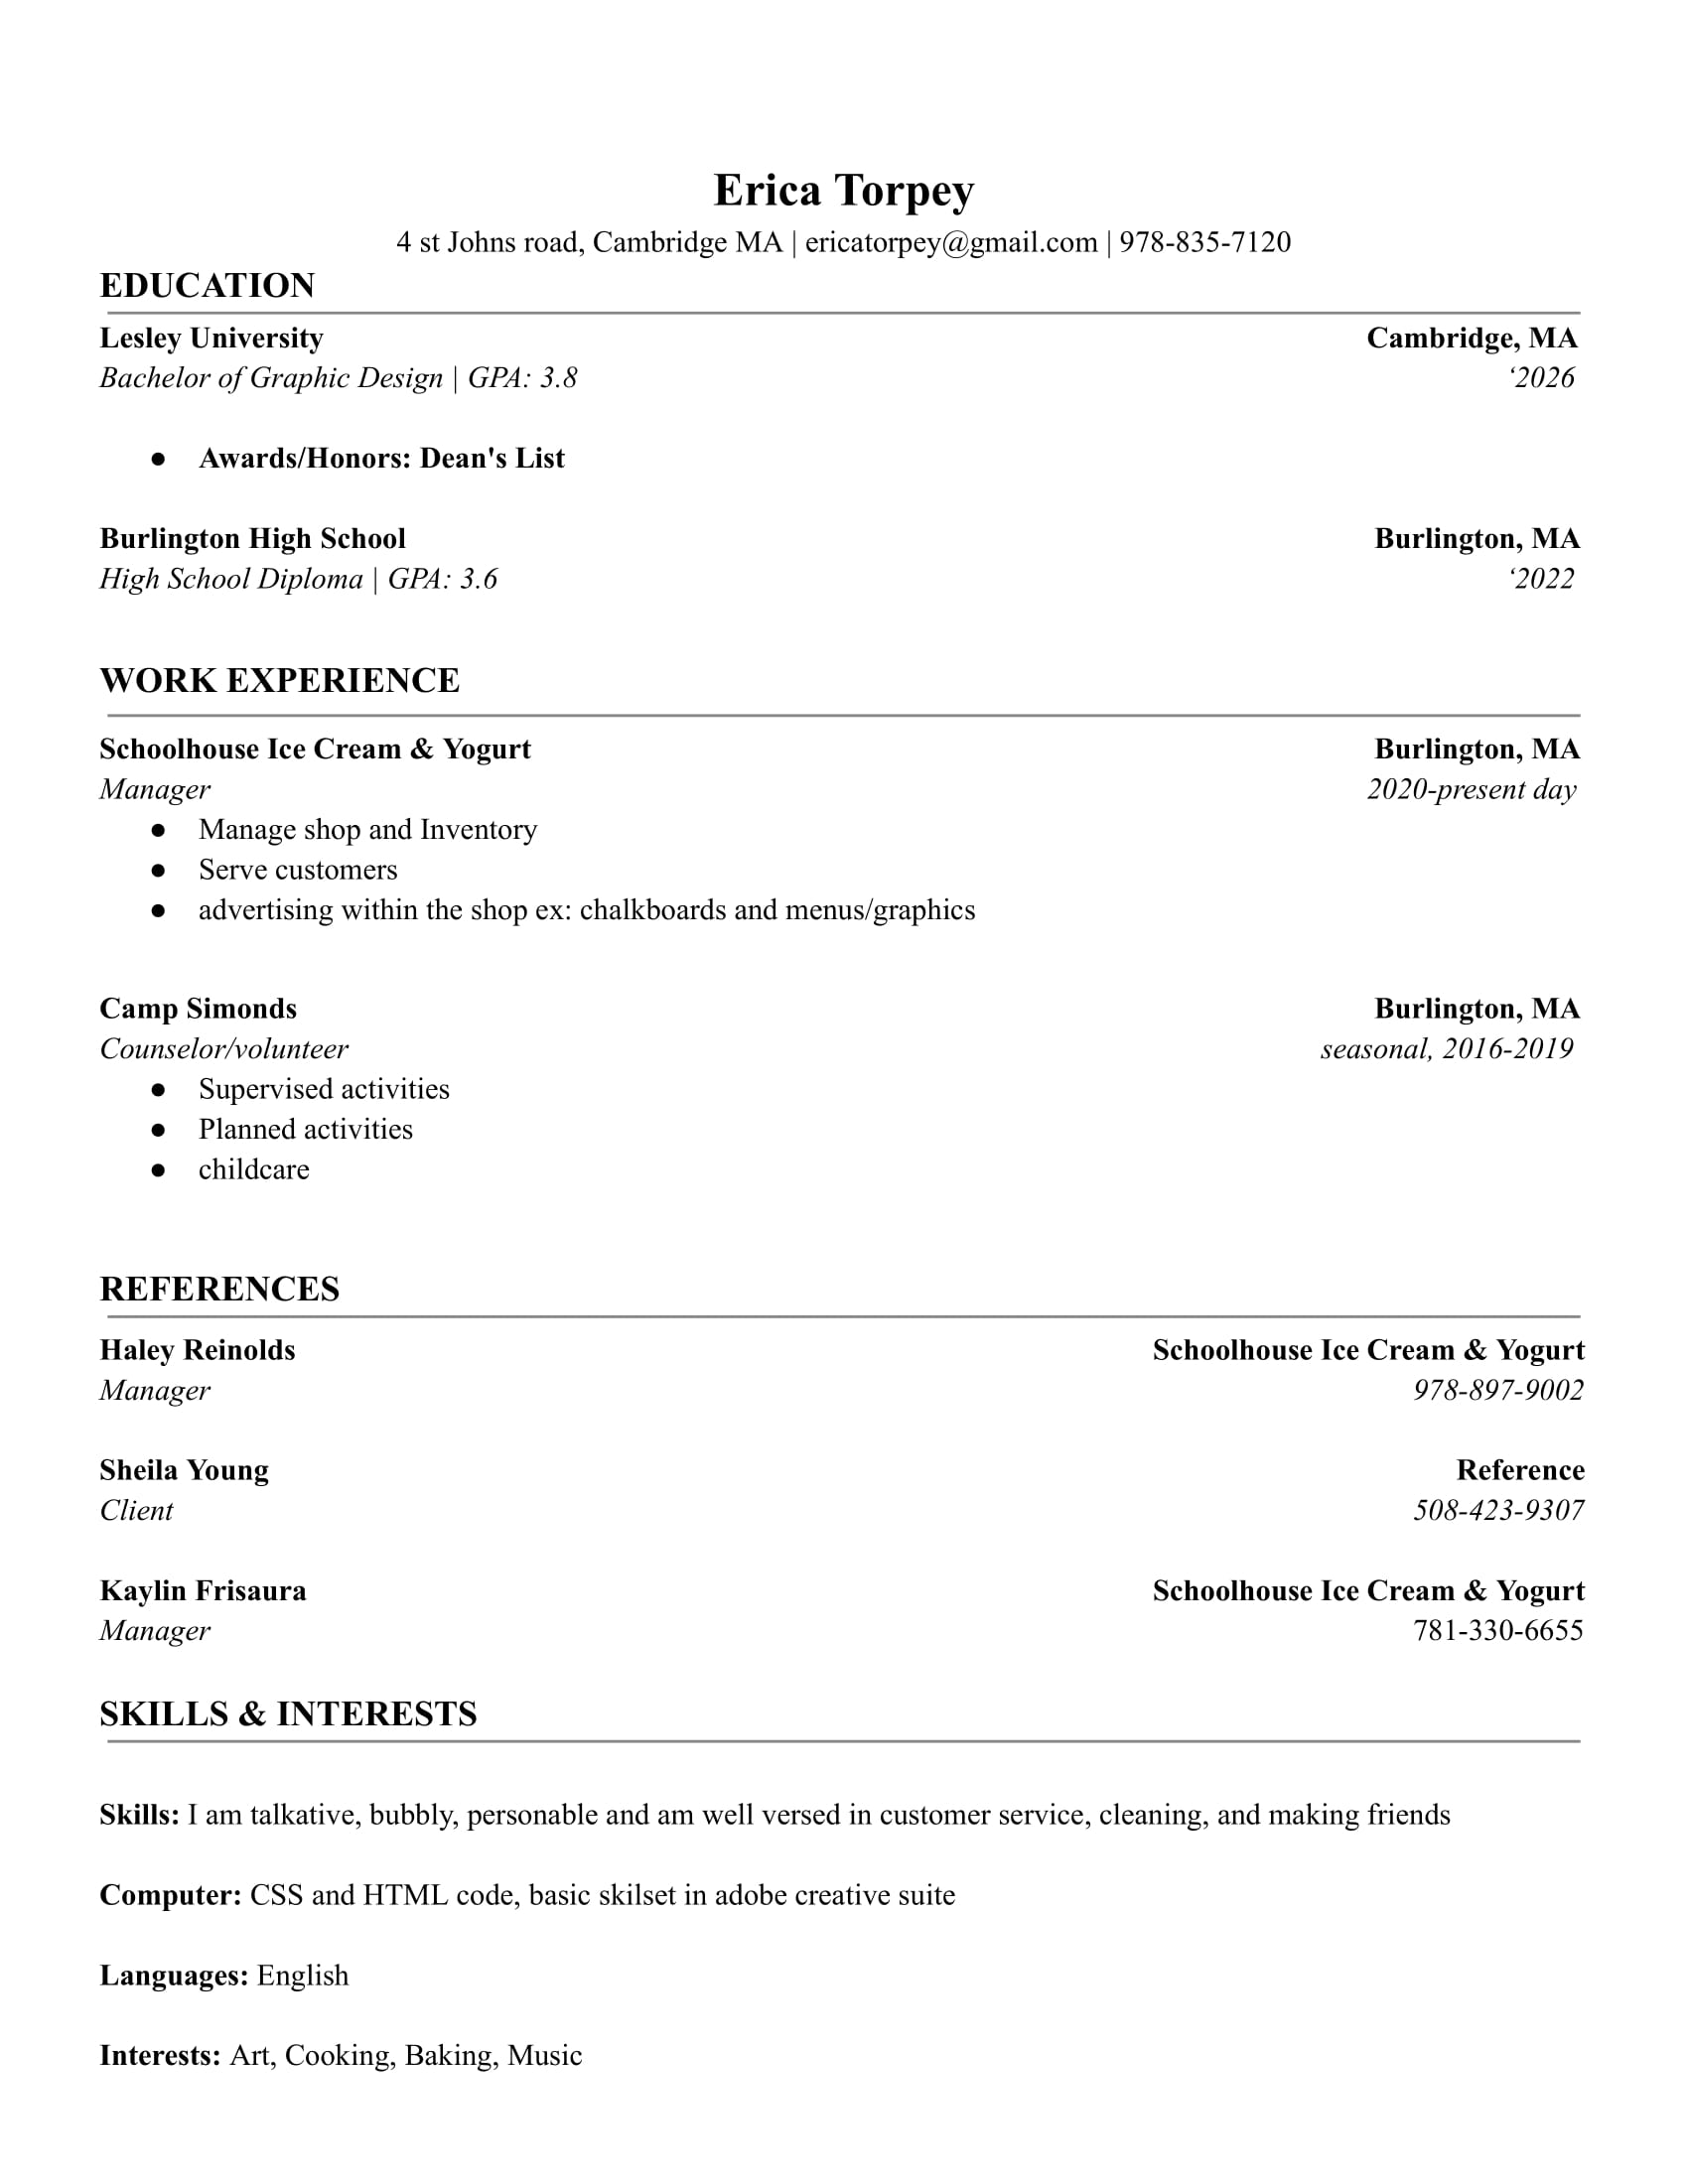 Erica Torpey
4 st Johns road, Cambridge MA | ericatorpey@gmail.com | 978-835-7120
EDUCATION
Lesley University Cambridge, MA
Bachelor of Graphic Design | GPA: 3.8 ‘2026
● Awards/Honors: Dean's List
Burlington High School Burlington, MA
High School Diploma | GPA: 3.6 ‘2022
WORK EXPERIENCE
Schoolhouse Ice Cream & Yogurt Burlington, MA
Manager 2020-present day
● Manage shop and Inventory
● Serve customers
● advertising within the shop ex: chalkboards and menus/graphics
Camp Simonds Burlington, MA
Counselor/volunteer seasonal, 2016-2019
● Supervised activities
● Planned activities
● childcare
REFERENCES
Haley Reinolds Schoolhouse Ice Cream & Yogurt
Manager 978-897-9002
Sheila Young Reference
Client 508-423-9307
Kaylin Frisaura Schoolhouse Ice Cream & Yogurt
Manager 781-330-6655
SKILLS & INTERESTS
Skills: I am talkative, bubbly, personable and am well versed in customer service, cleaning, and making friends
Computer: CSS and HTML code, basic skilset in adobe creative suite
Languages: English
Interests: Art, Cooking, Baking, Music